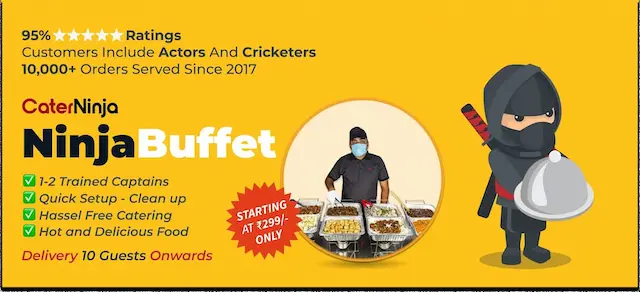 95% ★★★★★ Ratings
Customers Include Actors And Cricketers
10,000+ Orders Served Since 2017
CaterNinja
NinjaBuffet
✅ 1-2 Trained Captains
✅ Quick Setup - Clean up
✅ Hassel Free Catering
✅ Hot and Delicious Food
Delivery 10 Guests Onwards
STARTING
AT ₹299/-
ONLY